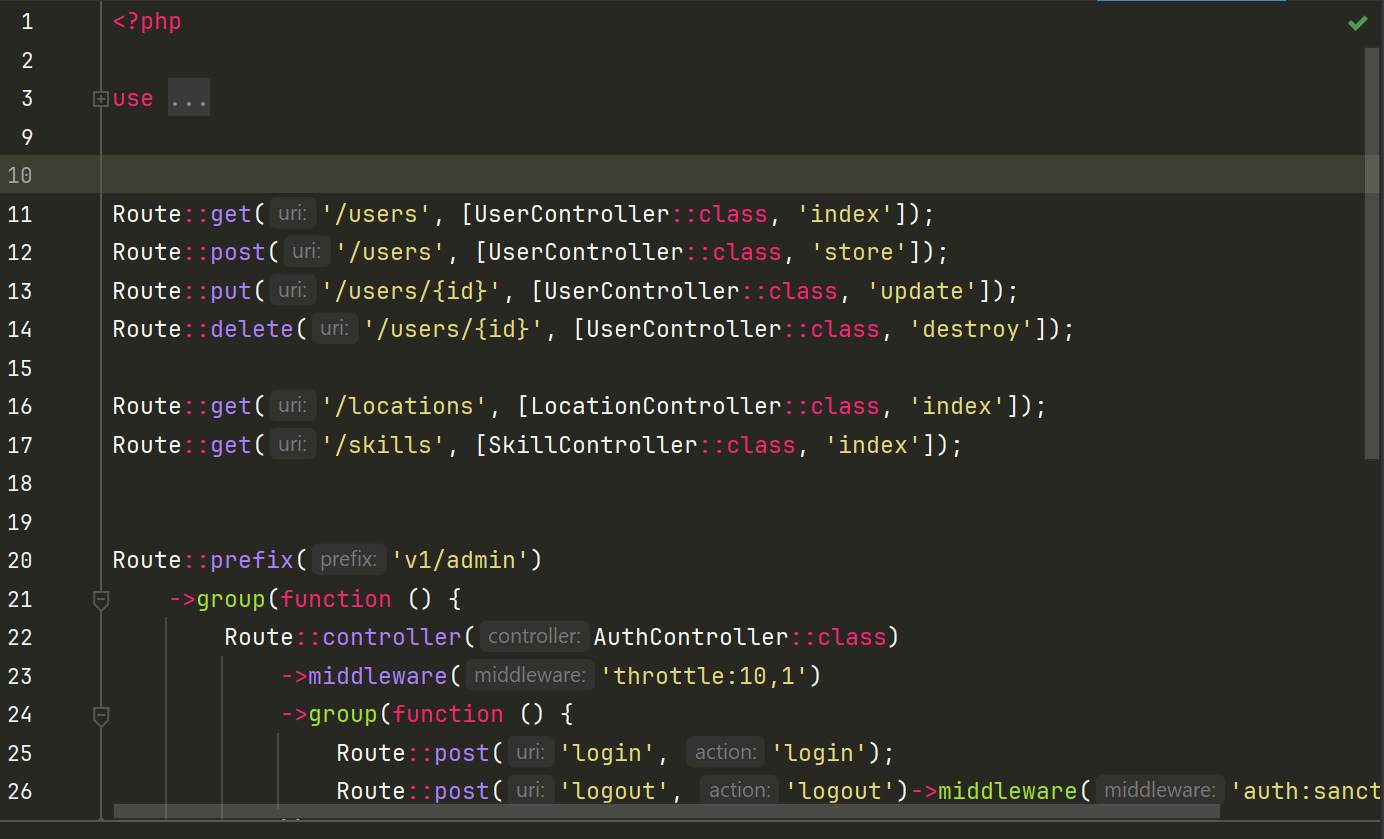 1 <?php
2
3 use ...
9
10
11 Route::get( uri: '/users', [UserController::class, 'index']);
12 Route::post( uri: '/users', [UserController::class, 'store']);
13 Route::put( uri: '/users/{id}', [UserController::class, 'update']);
14 Route::delete( uri: '/users/{id}', [UserController::class, 'destroy']);
15
16 Route::get( uri: '/locations', [LocationController::class, 'index']);
17 Route::get( uri: '/skills', [SkillController::class, 'index']);
18
19
20 Route::prefix( prefix: 'v1/admin')
21 ->group(function () {
22 Route::controller( controller: AuthController::class)
23 ->middleware( middleware: 'throttle:10,1')
24 ->group(function () {
25 Route::post( uri: 'login', action: 'login');
26 Route::post( uri: 'logout', action: 'logout')->middleware( middleware: 'auth:sanct